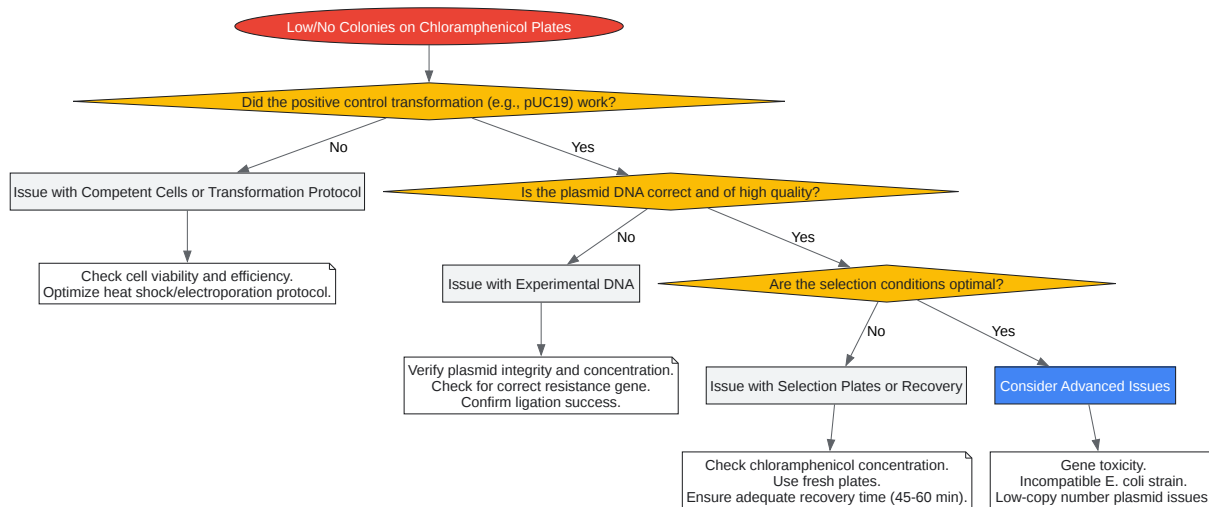 Low/No Colonies on Chloramphenicol Plates
Did the positive control transformation (e.g., pUC19) work?
No
Yes
Issue with Competent Cells or Transformation Protocol
Is the plasmid DNA correct and of high quality?
No
Yes
Check cell viability and efficiency.
Optimize heat shock/electroporation protocol.
Issue with Experimental DNA
Are the selection conditions optimal?
No
Yes
Verify plasmid integrity and concentration.
Check for correct resistance gene.
Confirm ligation success.
Issue with Selection Plates or Recovery
Consider Advanced Issues
Check chloramphenicol concentration.
Use fresh plates.
Ensure adequate recovery time (45-60 min).
Gene toxicity.
Incompatible E. coli strain.
Low-copy number plasmid issues